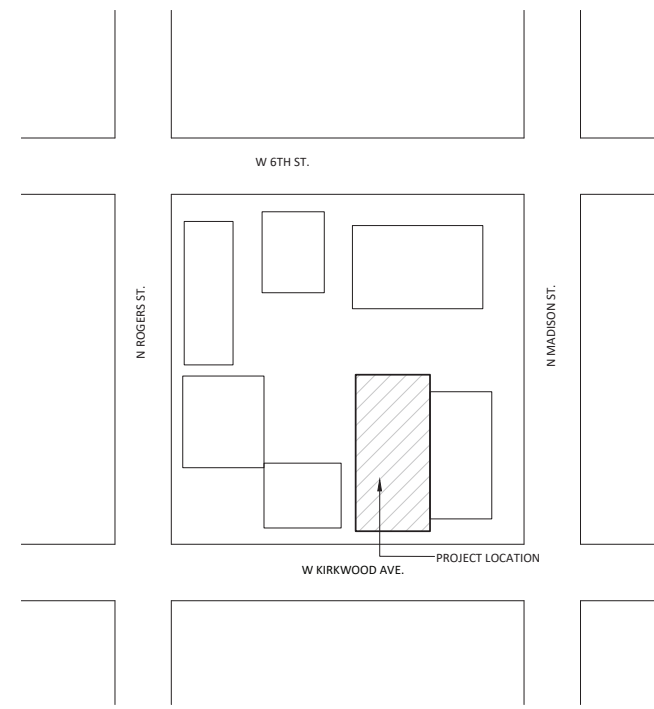 W 6TH ST.
N ROGERS ST.
N MADISON ST.
PROJECT LOCATION
W KIRKWOOD AVE.